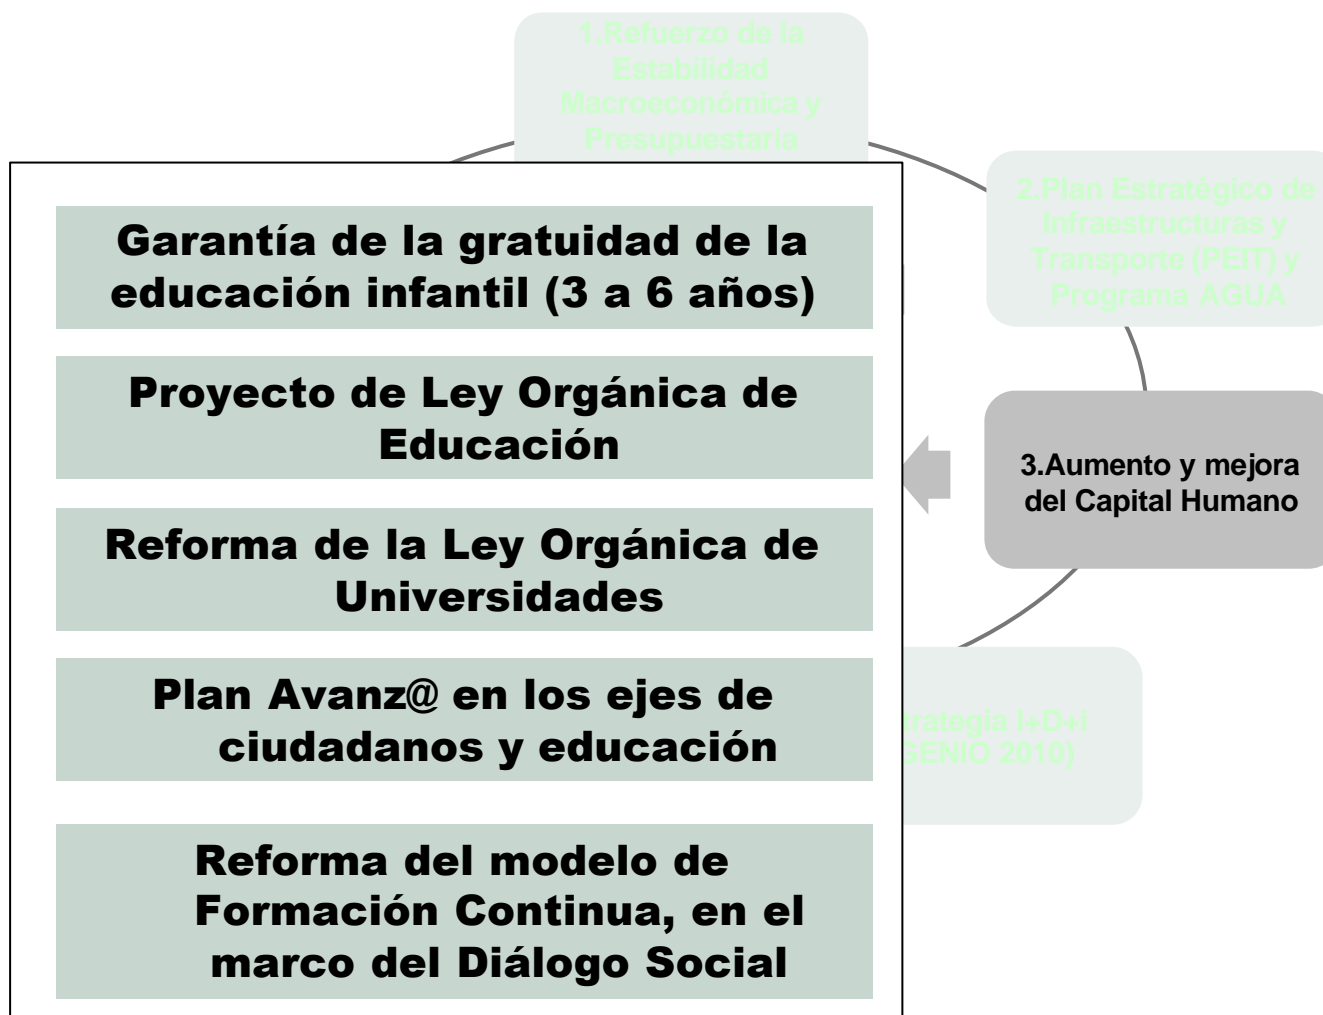 1.Refuerzo de la
Estabilidad
Macroeconómica y
Presupuestaria
2.Plan Estratégico de
Infraestructuras y
Transporte (PEIT) y
Programa AGUA
3.Aumento y mejora
del Capital Humano
trategia I+D+i
GENIO 2010)
Garantía de la gratuidad de la
educación infantil (3 a 6 años)
Proyecto de Ley Orgánica de
Educación
Reforma de la Ley Orgánica de
Universidades
Plan Avanz@ en los ejes de
ciudadanos y educación
Reforma del modelo de
Formación Continua, en el
marco del Diálogo Social